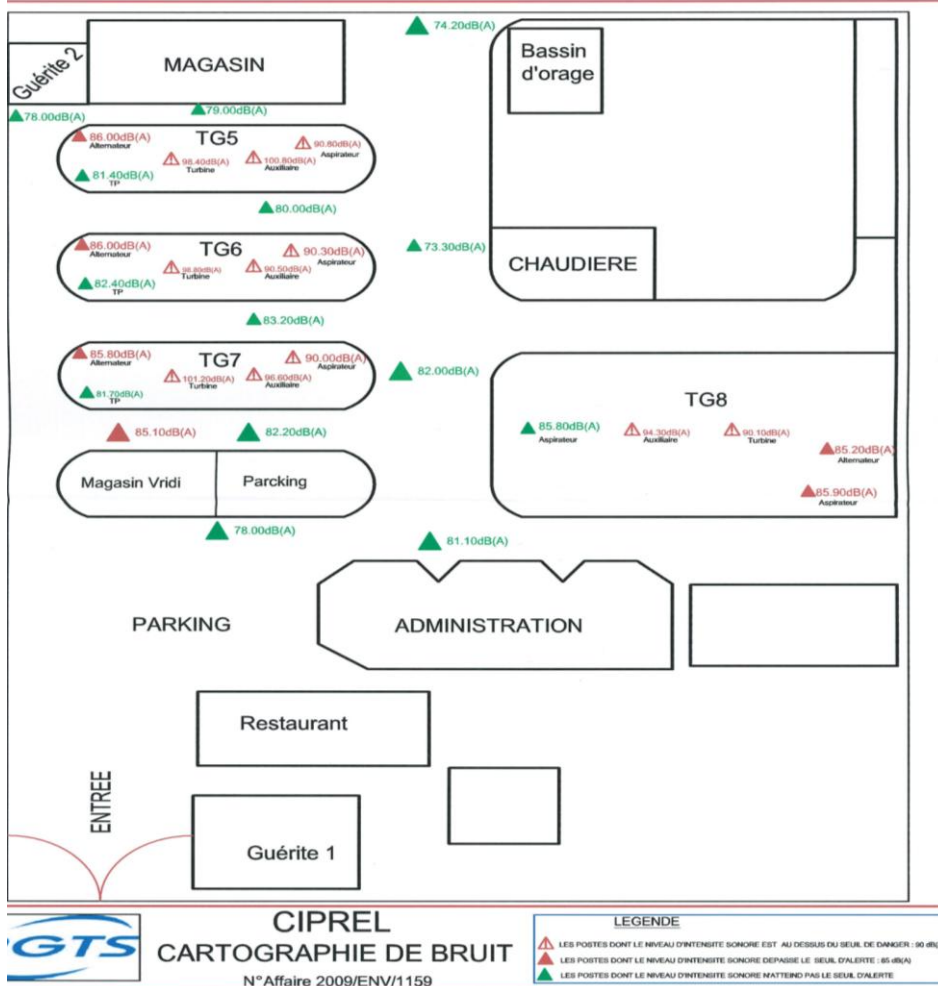 74.20dB(A)
Guérite 2
MAGASIN
Bassin
d'orage
78.00dB(A)
79.00dB(A)
86.00dB(A)
Alternateur
TG5
90.80dB(A)
Aspirateur
98.40dB(A)
Turbine
100.80dB(A)
Auxiliaire
81.40dB(A)
TP
80.00dB(A)
86.00dB(A)
Alternateur
TG6
90.30dB(A)
Aspirateur
73.30dB(A)
CHAUDIERE
Turbine
90.50dB(A)
Auxiliaire
82.40dB(A)
TP
83.20dB(A)
85.80dB(A)
Alternateur
TG7
90.00dB(A)
Aspirateur
82.00dB(A)
101.20dB(A)
Turbine
96.60dB(A)
Auxiliaire
81.70dB(A)
TP
TG8
85.80dB(A)
Aspirateur
94.30dB(A)
Auxiliaire
90.10dB(A)
Turbine
85.20dB(A)
Alternateur
85.90dB(A)
Aspirateur
85.10dB(A)
82.20dB(A)
Magasin Vridi
Parcking
78.00dB(A)
81.10dB(A)
PARKING
ADMINISTRATION
Restaurant
ENTREE
Guérite 1
GTS
CIPREL
CARTOGRAPHIE DE BRUIT
N°Affaire 2009/ENV/1159
LEGENDE
LES POSTES DONT LE NIVEAU D'INTENSITE SONORE EST AU DESSUS DU SEUIL DE DANGER : 90 dB(
LES POSTES DONT LE NIVEAU D'INTENSITE SONORE DEPASSE LE SEUIL D'ALERTE : 85 dB(A)
LES POSTES DONT LE NIVEAU D'INTENSITE SONORE N'ATTEIND PAS LE SEUIL D'ALERTE